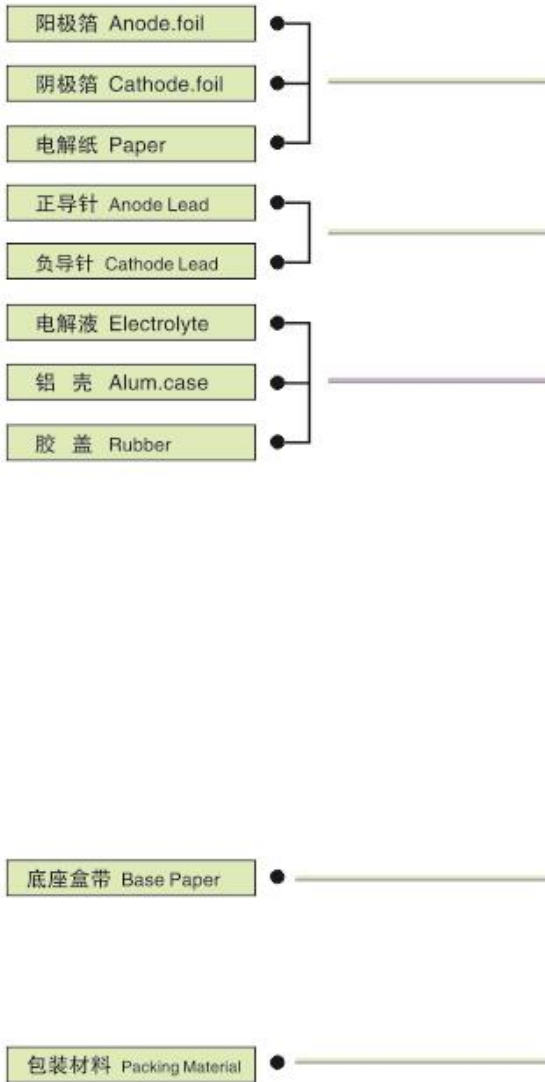 阳极箔 Anode.foil
阴极箔 Cathode.foil
电解纸 Paper
正导针 Anode Lead
负导针 Cathode Lead
电解液 Electrolyte
铝 壳 Alum.case
胶 盖 Rubber
底座盒带 Base Paper
包装材料 Packing Material